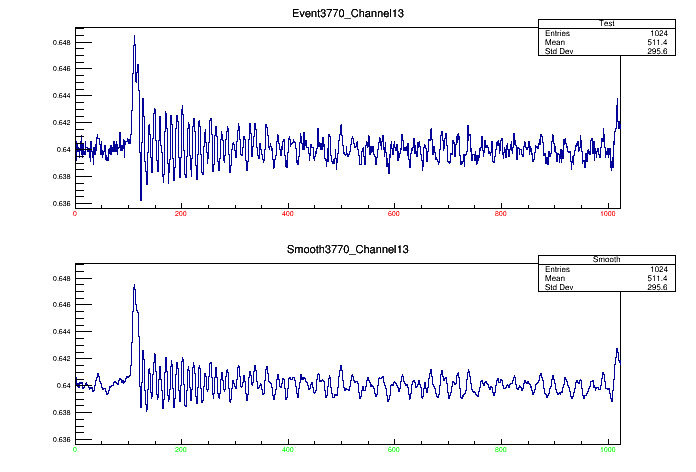 Event3770_Channel13
Test
Entries 1024
Mean 511.4
Std Dev 295.6
0.648
0.646
0.644
0.642
0.64
0.638
0.636
0 200 400 600 800 1000
Smooth3770_Channel13
Smooth
Entries 1024
Mean 511.4
Std Dev 295.6
0.648
0.646
0.644
0.642
0.64
0.638
0.636
0 200 400 600 800 1000